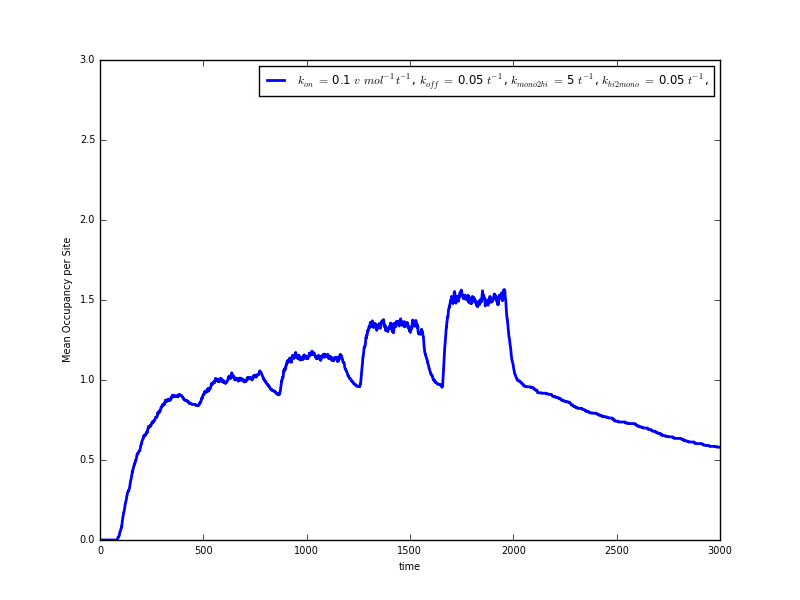 k_on = 0.1 v mol^−1 t^−1, k_off = 0.05 t^−1, k_mono2bi = 5 t^−1, k_bi2mono = 0.05 t^−1,
3.0
2.5
2.0
1.5
1.0
0.5
0.0
Mean Occupancy per Site
0 500 1000 1500 2000 2500 3000
time